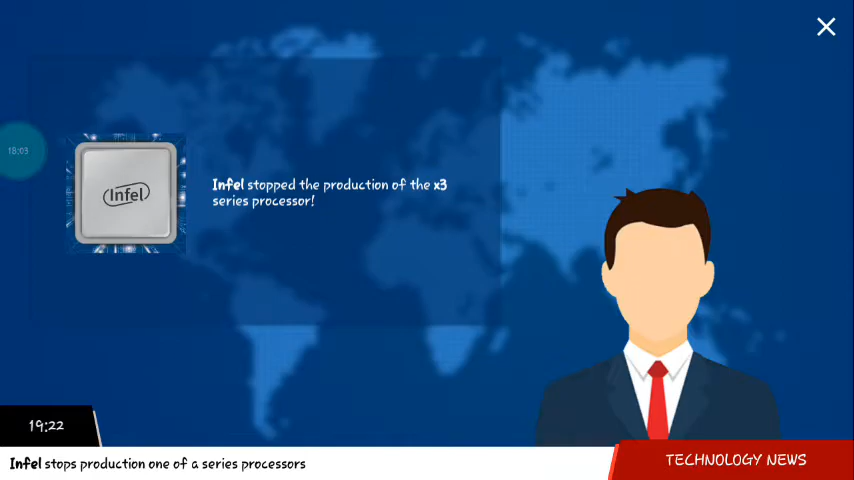 18:03
Infel
Infel stopped the production of the x3
series processor!
19:22
Infel stops production one of a series processors
TECHNOLOGY NEWS